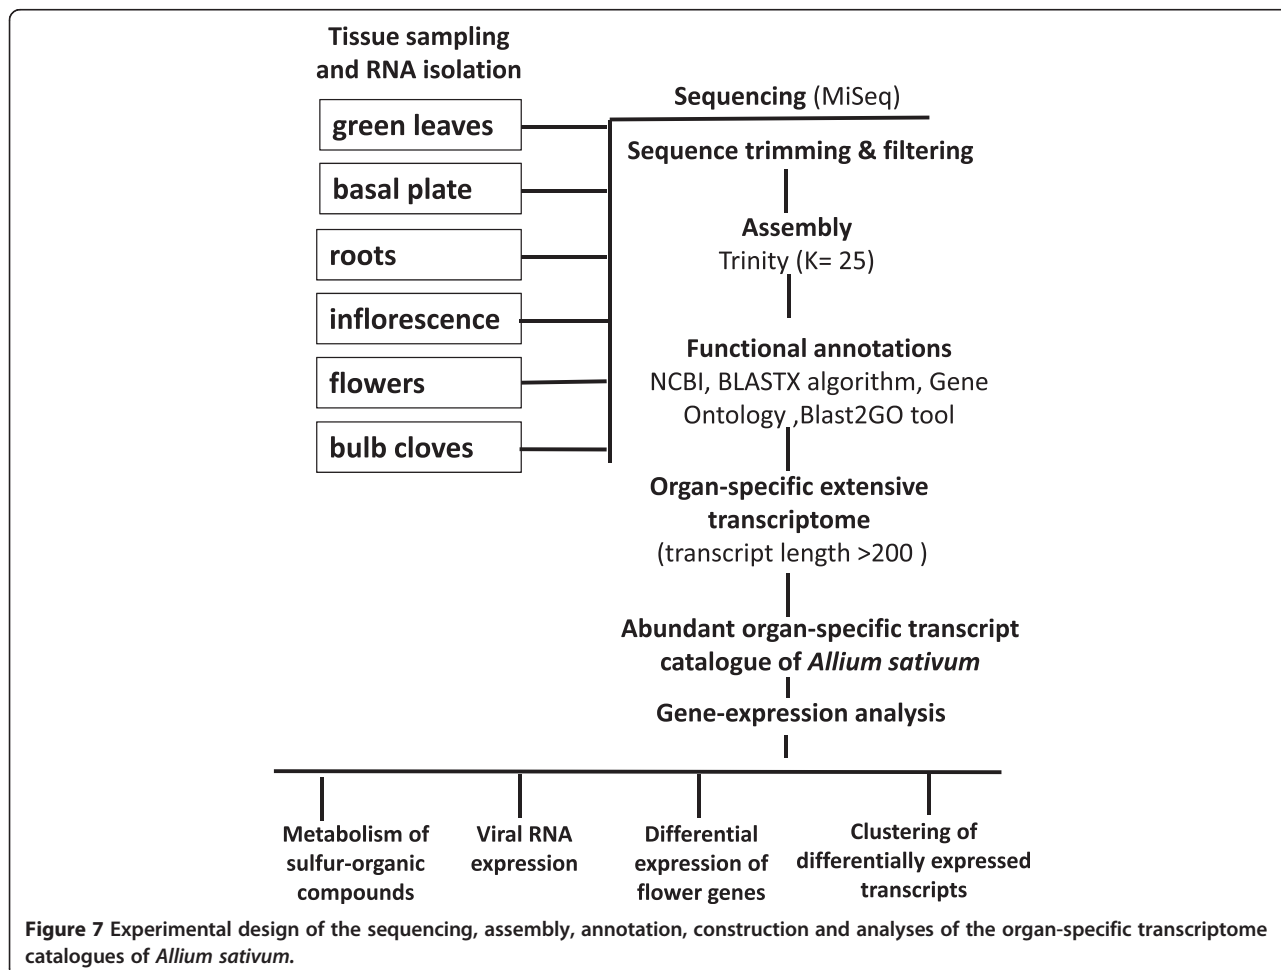 Tissue sampling
and RNA isolation
green leaves
basal plate
roots
inflorescence
flowers
bulb cloves
Sequencing (MiSeq)
Sequence trimming & filtering
Assembly
Trinity (K= 25)
Functional annotations
NCBI, BLASTX algorithm, Gene
Ontology ,Blast2GO tool
Organ-specific extensive
transcriptome
(transcript length >200 )
Abundant organ-specific transcript
catalogue of Allium sativum
Gene-expression analysis
Metabolism of
sulfur-organic
compounds
Viral RNA
expression
Differential
expression of
flower genes
Clustering of
differentially expressed
transcripts
Figure 7 Experimental design of the sequencing, assembly, annotation, construction and analyses of the organ-specific transcriptome
catalogues of Allium sativum.